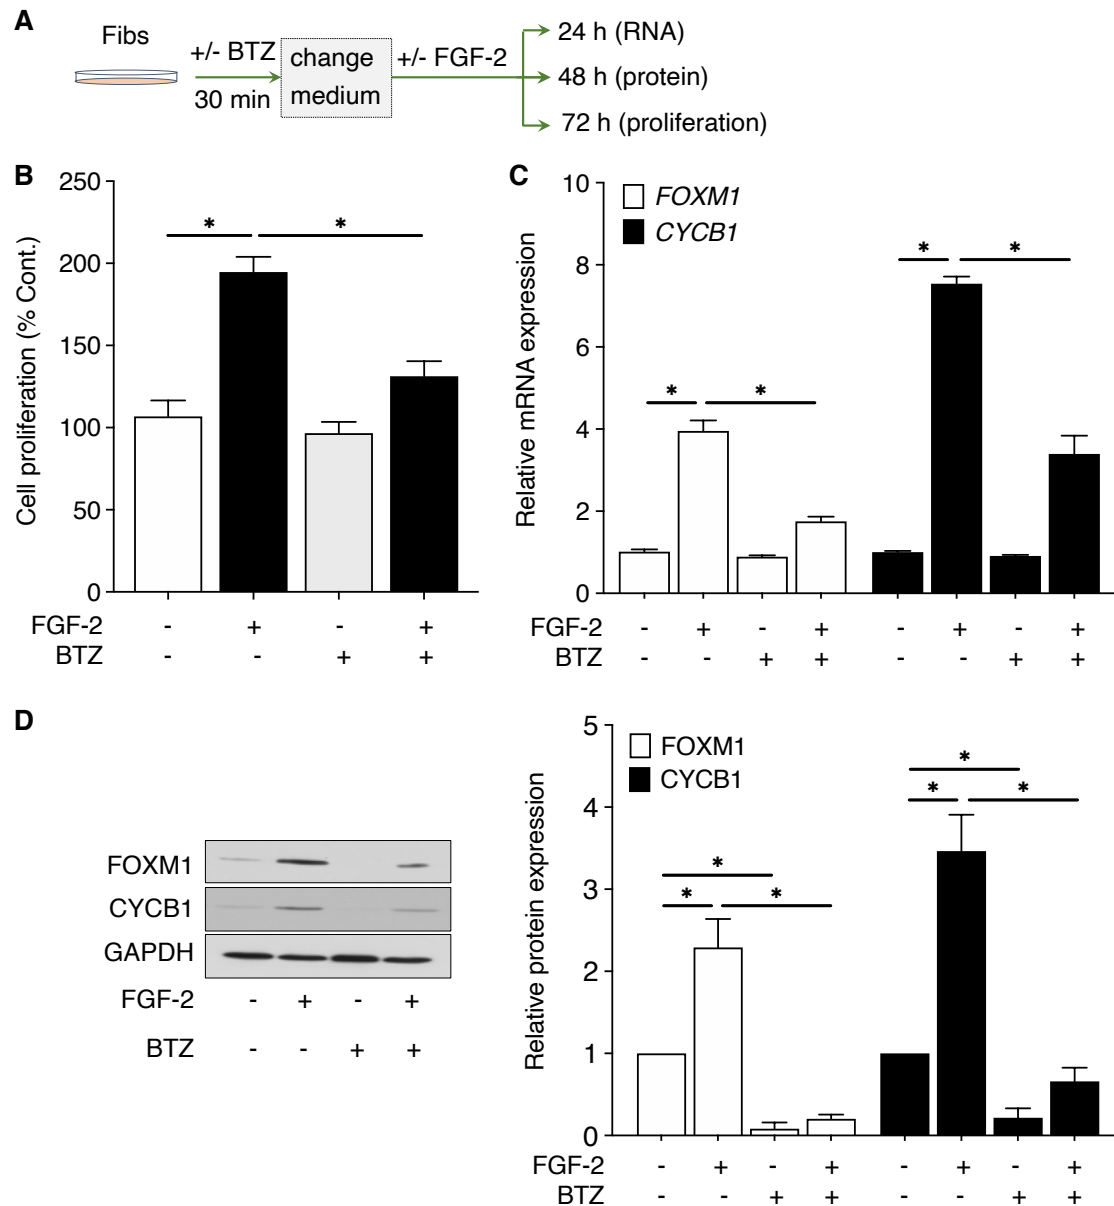 A
Fibs
+/- BTZ
30 min
change
medium
+/- FGF-2
24 h (RNA)
48 h (protein)
72 h (proliferation)
B
Cell proliferation (% Cont.)
250
200
150
100
50
0
* *
FGF-2 - + - +
BTZ - - + +
C
Relative mRNA expression
10
8
6
4
2
0
FOXM1
CYCB1
* *
* *
FGF-2 - + - + - + - +
BTZ - - + + - - + +
D
FOXM1
CYCB1
GAPDH
FGF-2 - + - +
BTZ - - + +
Relative protein expression
5
4
3
2
1
0
FOXM1
CYCB1
*
* *
*
* *
FGF-2 - + - + - + - +
BTZ - - + + - - + +